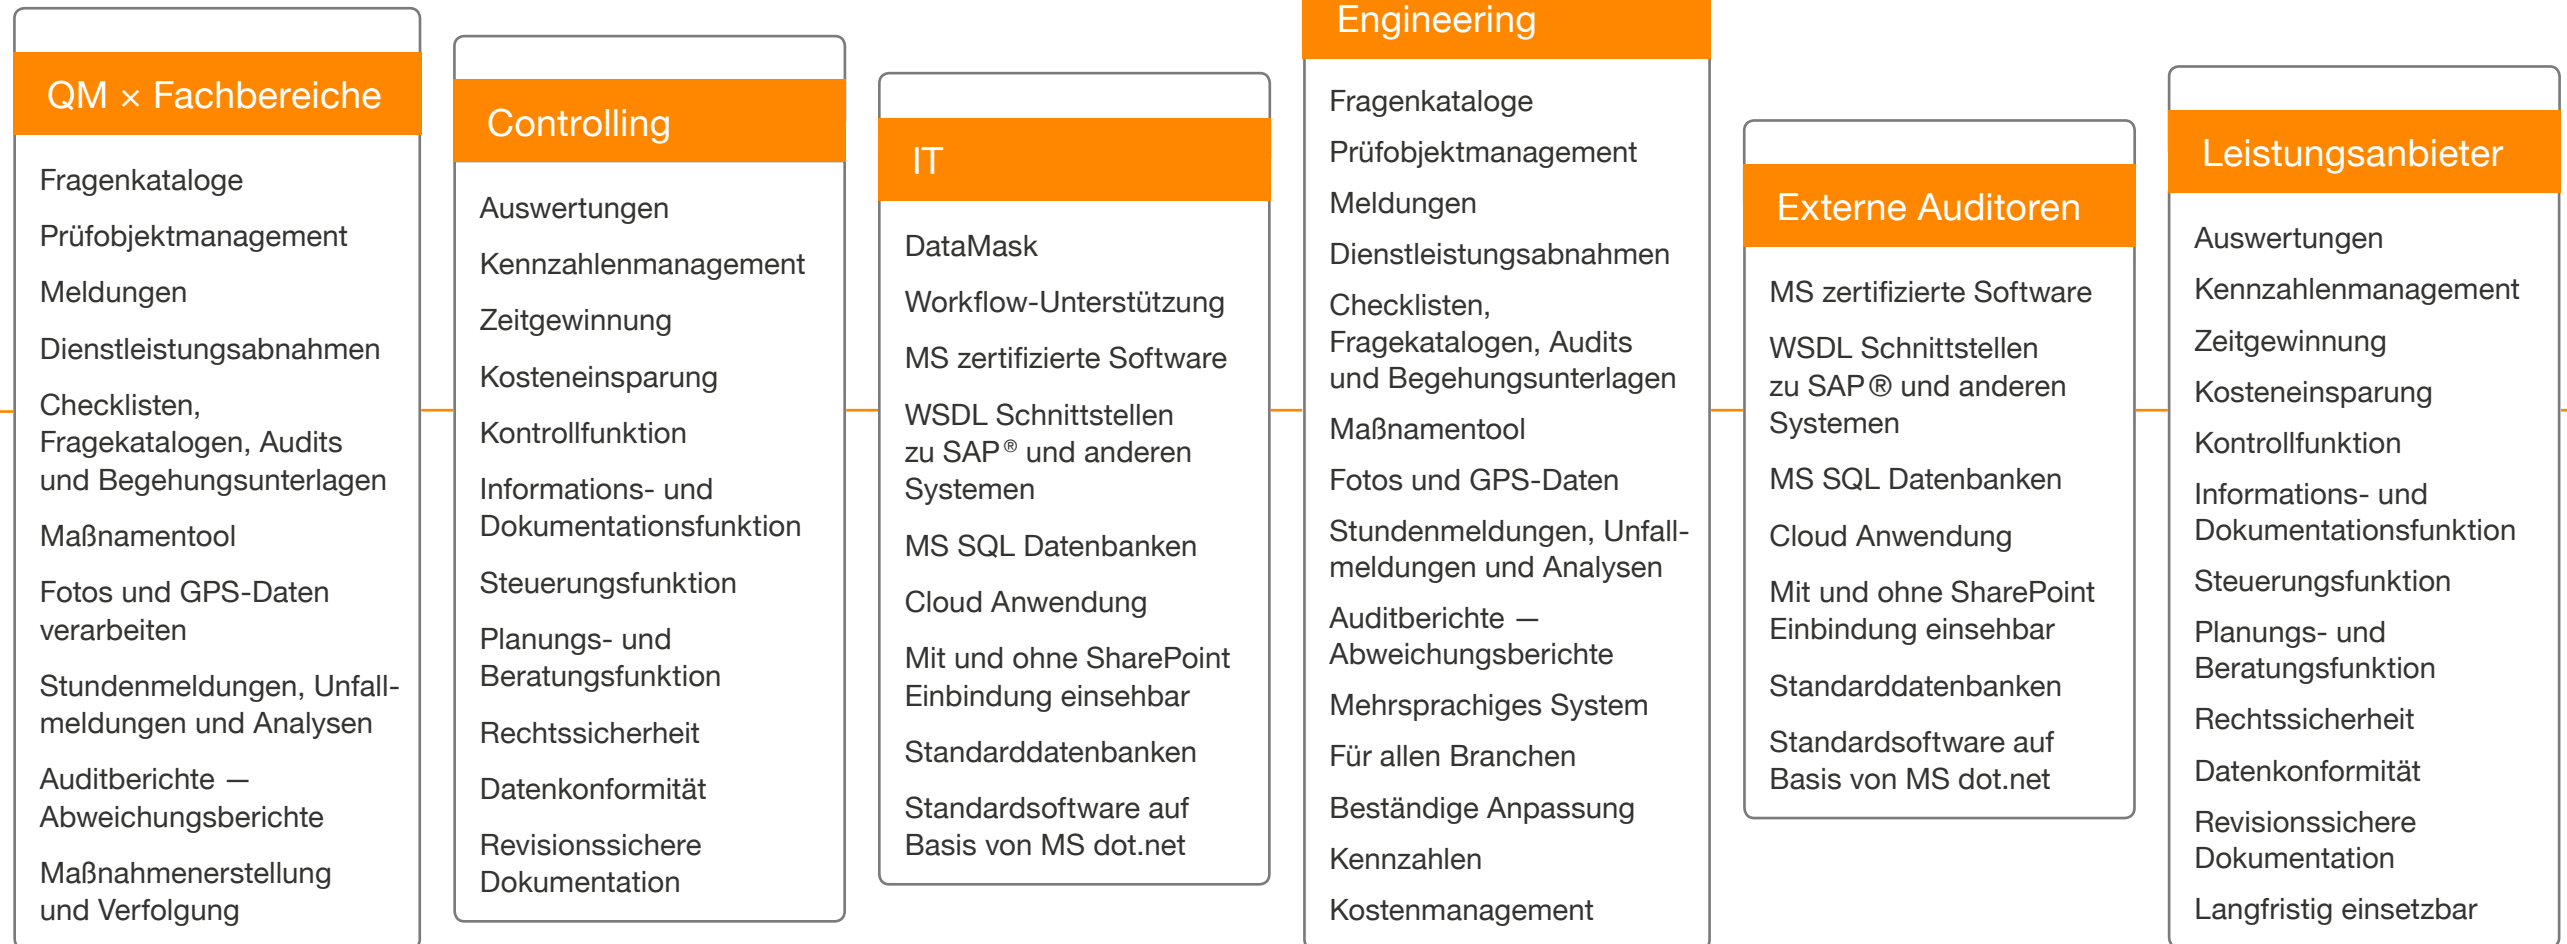 QM × Fachbereiche
Fragenkataloge
Prüfobjektmanagement
Meldungen
Dienstleistungsabnahmen
Checklisten,
Fragekatalogen, Audits
und Begehungsunterlagen
Maßnamentool
Fotos und GPS-Daten
verarbeiten
Stundenmeldungen, Unfall-
meldungen und Analysen
Auditberichte —
Abweichungsberichte
Maßnahmenerstellung
und Verfolgung
Controlling
Auswertungen
Kennzahlenmanagement
Zeitgewinnung
Kosteneinsparung
Kontrollfunktion
Informations- und
Dokumentationsfunktion
Steuerungsfunktion
Planungs- und
Beratungsfunktion
Rechtssicherheit
Datenkonformität
Revisionssichere
Dokumentation
IT
DataMask
Workflow-Unterstützung
MS zertifizierte Software
WSDL Schnittstellen
zu SAP® und anderen
Systemen
MS SQL Datenbanken
Cloud Anwendung
Mit und ohne SharePoint
Einbindung einsehbar
Standarddatenbanken
Standardsoftware auf
Basis von MS dot.net
Engineering
Fragenkataloge
Prüfobjektmanagement
Meldungen
Dienstleistungsabnahmen
Checklisten,
Fragekatalogen, Audits
und Begehungsunterlagen
Maßnamentool
Fotos und GPS-Daten
Stundenmeldungen, Unfall-
meldungen und Analysen
Auditberichte —
Abweichungsberichte
Mehrsprachiges System
Für allen Branchen
Beständige Anpassung
Kennzahlen
Kostenmanagement
Externe Auditoren
MS zertifizierte Software
WSDL Schnittstellen
zu SAP® und anderen
Systemen
MS SQL Datenbanken
Cloud Anwendung
Mit und ohne SharePoint
Einbindung einsehbar
Standarddatenbanken
Standardsoftware auf
Basis von MS dot.net
Leistungsanbieter
Auswertungen
Kennzahlenmanagement
Zeitgewinnung
Kosteneinsparung
Kontrollfunktion
Informations- und
Dokumentationsfunktion
Steuerungsfunktion
Planungs- und
Beratungsfunktion
Rechtssicherheit
Datenkonformität
Revisionssichere
Dokumentation
Langfristig einsetzbar